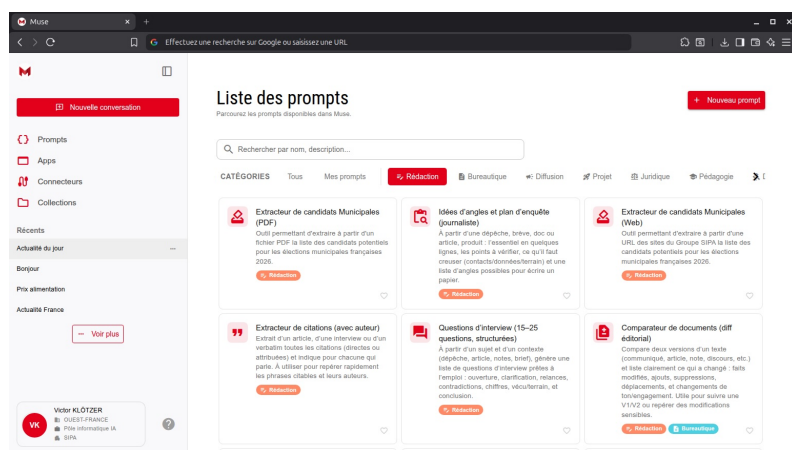 Muse
Effectuez une recherche sur Google ou saisissez une URL
Nouvelle conversation
Prompts
Apps
Connecteurs
Collections
Récents
Actualité du jour
Bonjour
Prix alimentation
Actualité France
Voir plus
VK
Victor KLÖTZER
OUEST-FRANCE
Pôle informatique IA
SIPA
Liste des prompts
Parcourez les prompts disponibles dans Muse.
+ Nouveau prompt
Rechercher par nom, description...
CATÉGORIES Tous Mes prompts Rédaction Bureautique Diffusion Projet Juridique Pédagogie
Extracteur de candidats Municipales
(PDF)
Outil permettant d'extraire à partir d'un
fichier PDF la liste des candidats potentiels
pour les élections municipales françaises
2026.
Rédaction
Idées d'angles et plan d'enquête
(journaliste)
À partir d'une dépêche, brève, doc ou
article, produit : l'essentiel en quelques
lignes, les points à vérifier, ce qu'il faut
creuser (contacts/données/terrain) et une
liste d'angles possibles pour écrire un
papier.
Rédaction
Extracteur de candidats Municipales
(Web)
Outil permettant d'extraire à partir d'une
URL des sites du Groupe SIPA la liste des
candidats potentiels pour les élections
municipales françaises 2026.
Rédaction
Extracteur de citations (avec auteur)
Extrait d'un article, d'une interview ou d'un
verbatim toutes les citations (directes ou
attribuées) et indique pour chacune qui
parle. À utiliser pour repérer rapidement
les phrases citables et leurs auteurs.
Rédaction
Questions d'interview (15–25
questions, structurées)
À partir d'un sujet et d'un contexte
(dépêche, article, notes, brief), génère une
liste de questions d'interview prêtes à
l'emploi : ouverture, clarification, relances,
contradictions, chiffres, vécu/terrain, et
conclusion.
Rédaction
Comparateur de documents (diff
éditorial)
Compare deux versions d'un texte
(communiqué, article, note, discours, etc.)
et liste clairement ce qui a changé : faits
modifiés, ajouts, suppressions,
déplacements, et changements de
ton/engagement. Utile pour suivre une
V1/V2 ou repérer des modifications
sensibles.
Rédaction Bureautique